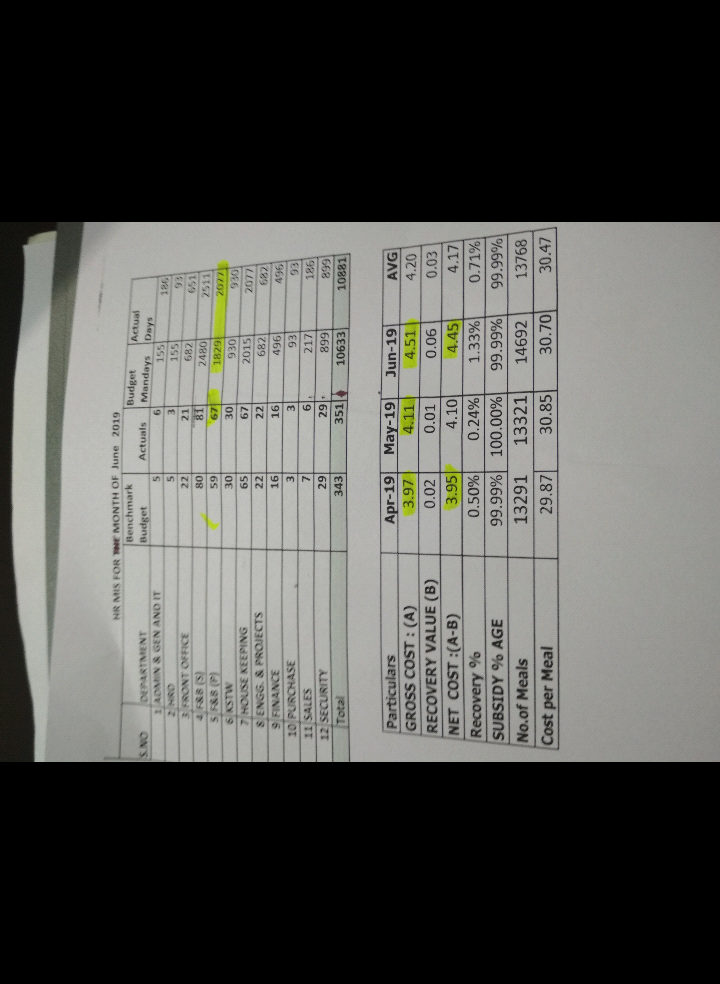 HR MIS FOR THE MONTH OF June 2019
S.NO DEPARTMENT Benchmark Budget Actuals Budget Mandays Actual Days
1 ADMIN & GEN AND IT 5 6 155 186
2 HRD 5 3 155 93
3 FRONT OFFICE 22 21 682 651
4 F&B (S) 80 81 2480 2511
5 F&B (P) 59 67 1829 2077
6 KSTW 30 30 930 930
7 HOUSE KEEPING 65 67 2015 2077
8 ENGG. & PROJECTS 22 22 682 682
9 FINANCE 16 16 496 496
10 PURCHASE 3 3 93 93
11 SALES 7 6 217 186
12 SECURITY 29 29 899 899
Total 343 351 10633 10881
Particulars Apr-19 May-19 Jun-19 AVG
GROSS COST : (A) 3.97 4.11 4.51 4.20
RECOVERY VALUE (B) 0.02 0.01 0.06 0.03
NET COST :(A-B) 3.95 4.10 4.45 4.17
Recovery % 0.50% 0.24% 1.33% 0.71%
SUBSIDY % AGE 99.99% 100.00% 99.99% 99.99%
No.of Meals 13291 13321 14692 13768
Cost per Meal 29.87 30.85 30.70 30.47